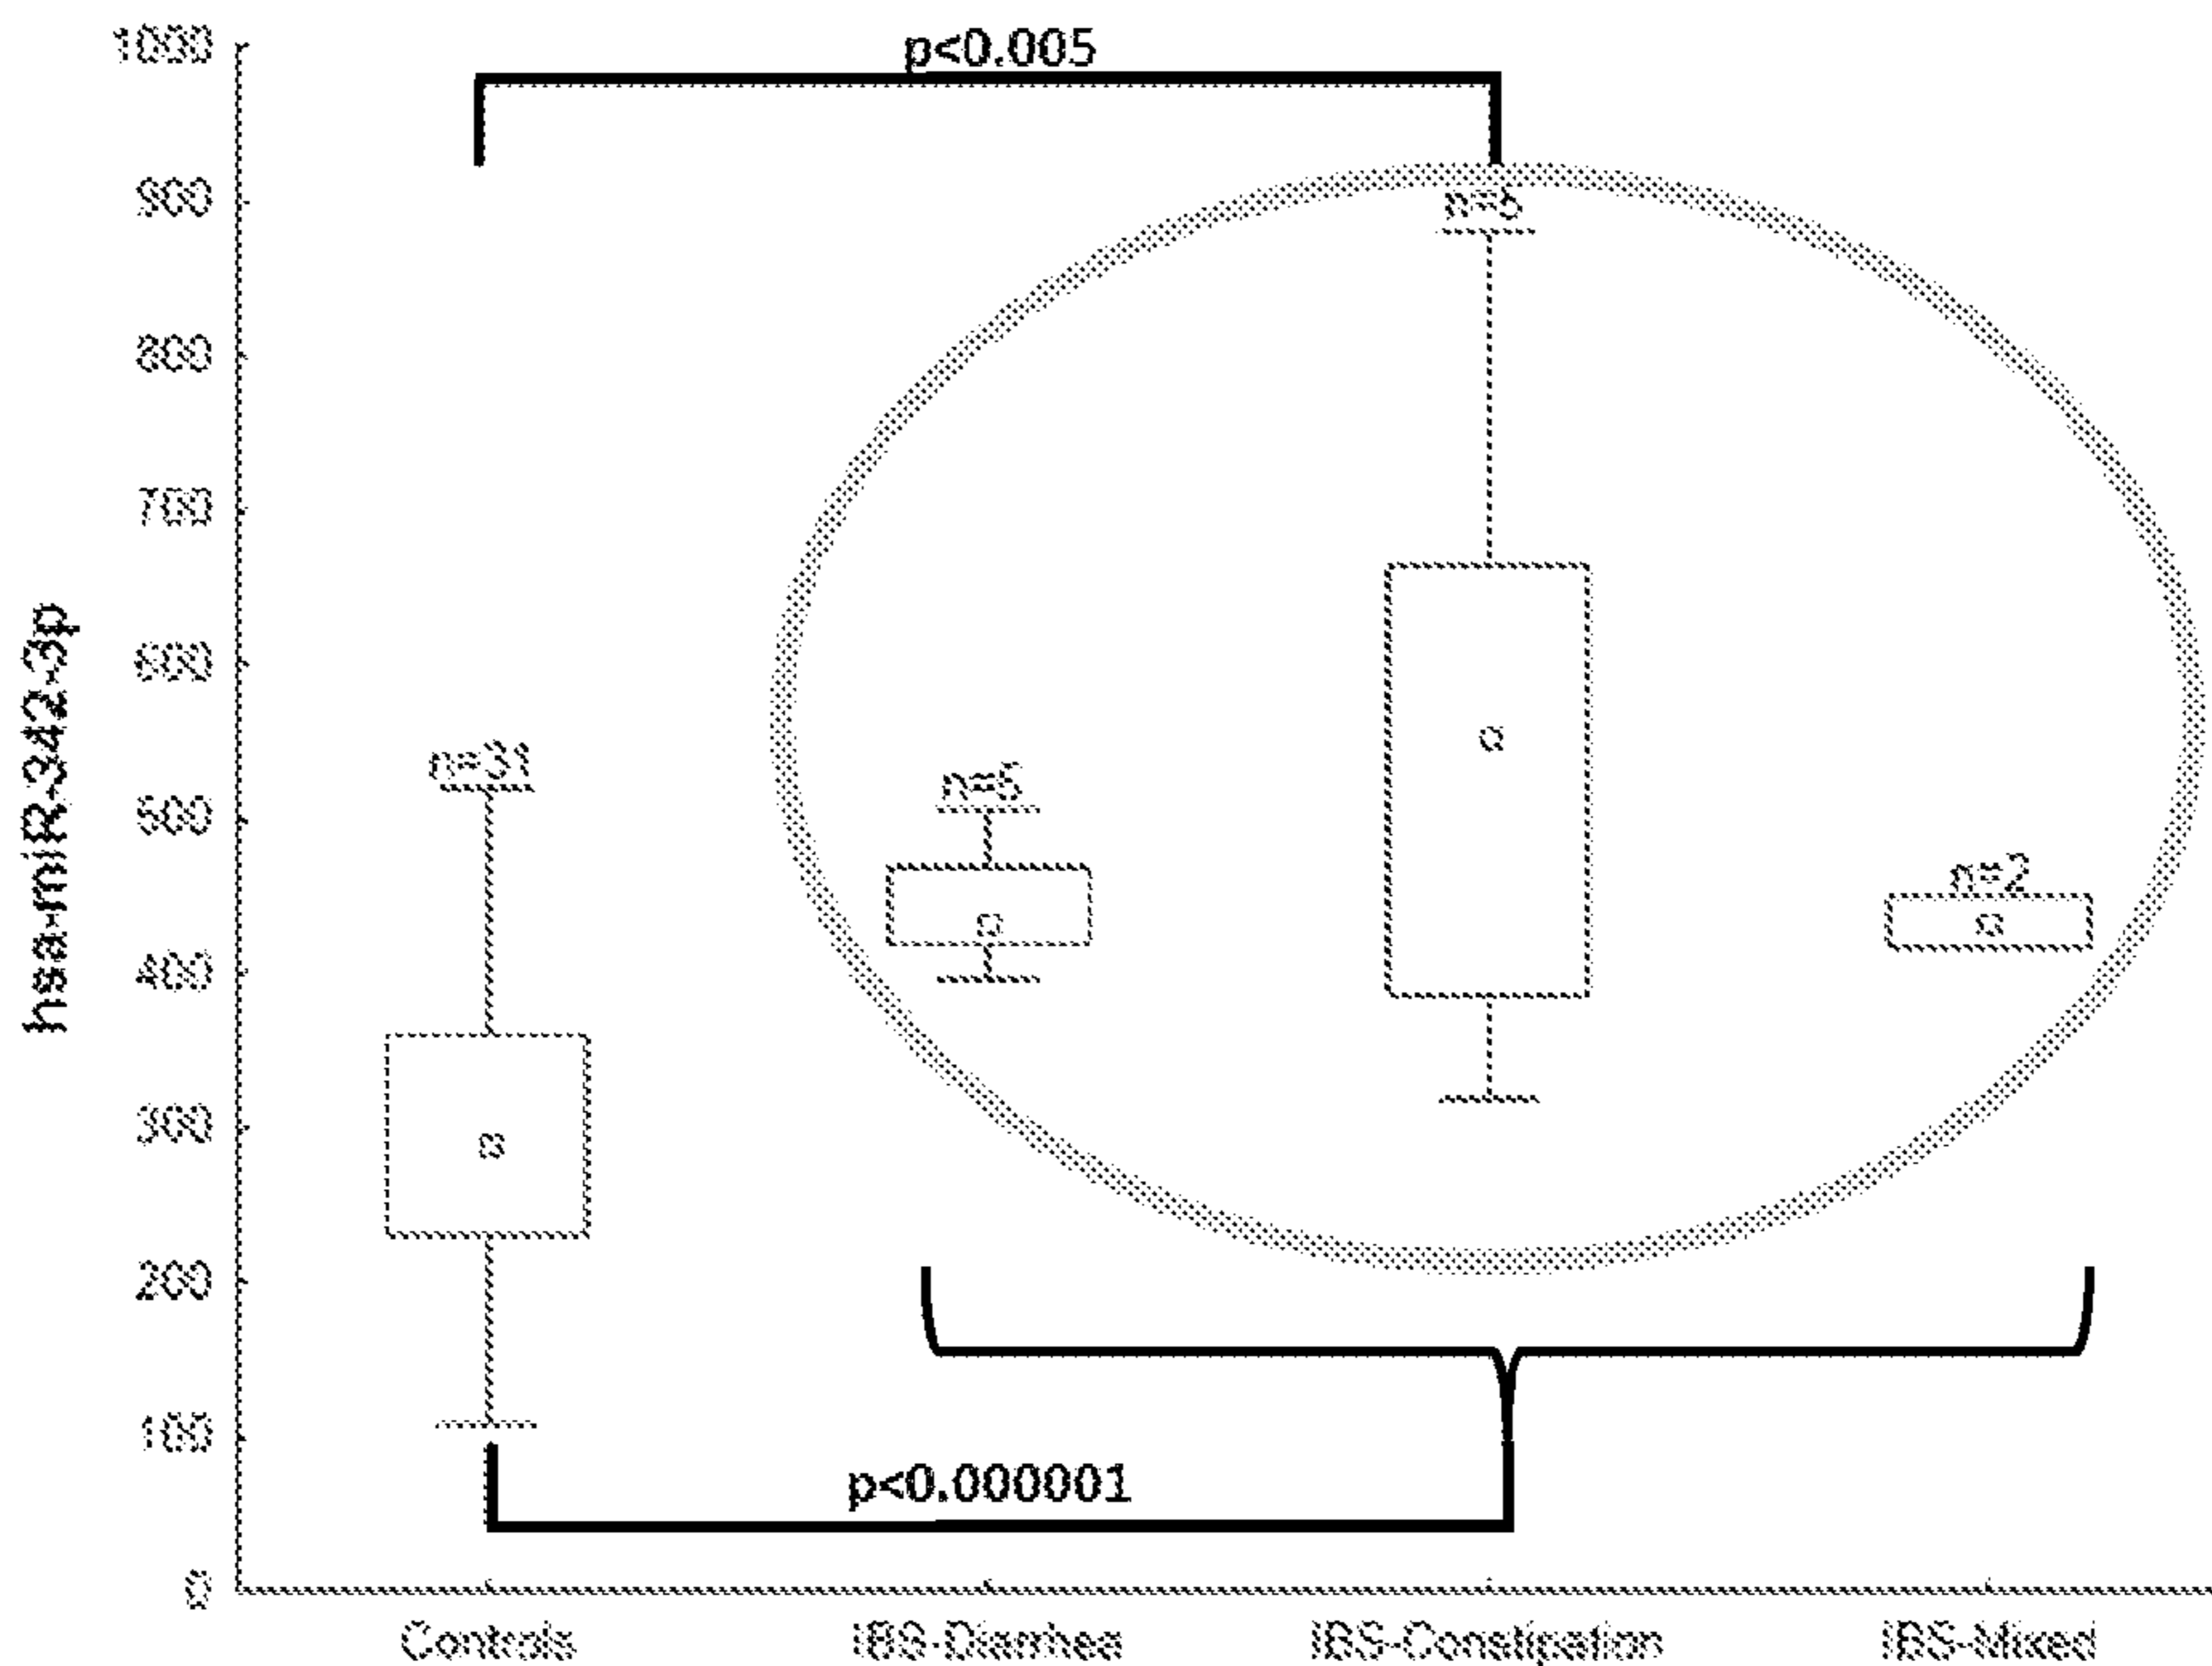 p<0.005
1000
900
800
700
600
500
400
300
200
100
0
hsa-miR-342-3p
n=31
n=5
n=2
p<0.000001
Controls
IBS-Diarrhea
IBS-Constipation
IBS-Mixed